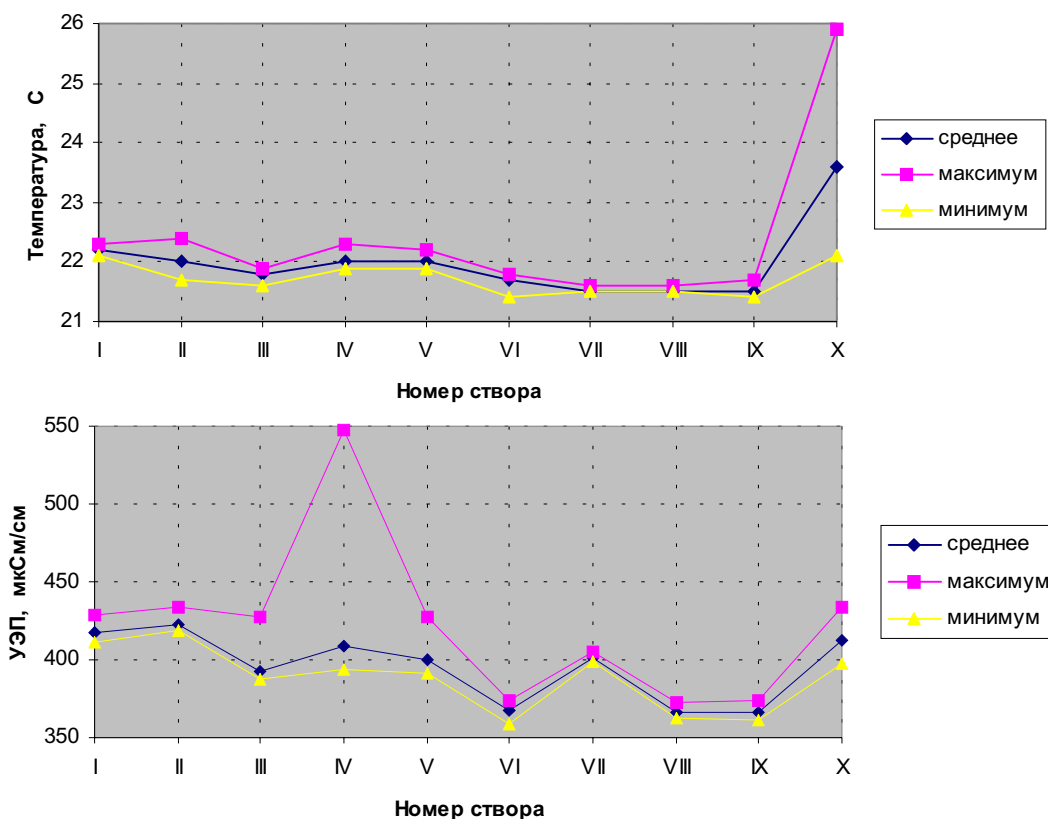 26
25
24
23
22
21
Температура, С
I II III IV V VI VII VIII IX X
Номер створа
среднее
максимум
минимум
550
500
450
400
350
УЭП, мкСм/см
I II III IV V VI VII VIII IX X
Номер створа
среднее
максимум
минимум